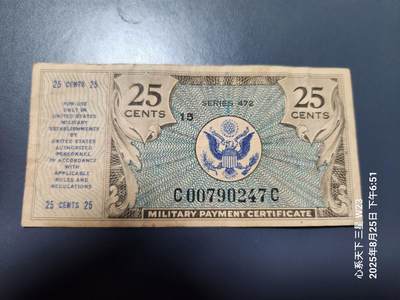 25 CENTS 25
FOR USE
ONLY IN
UNITED STATES
MILITARY
ESTABLISHMENTS
BY
UNITED STATES
AUTHORIZED
PERSONNEL
IN ACCORDANCE
WITH
APPLICABLE
RULES AND
REGULATIONS
25 CENTS 25
25
CENTS
SERIES 472
15
25
CENTS
C00790247C
MILITARY PAYMENT CERTIFICATE
心系天下 三星 W23
2025年8月25日 下午6:51